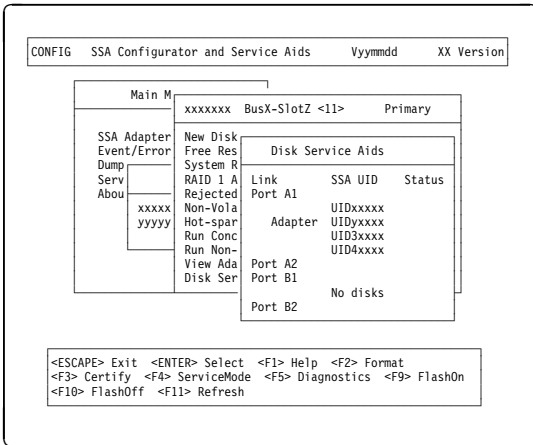 CONFIG SSA Configurator and Service Aids Vyymmdd XX Version
Main M
xxxxxxx BusX-SlotZ <11> Primary
SSA Adapter
Event/Error
Dump
Serv
Abou
xxxxx
yyyyy
New Disk
Free Res
System R
RAID 1 A
Rejected
Non-Vola
Hot-spar
Run Conc
Run Non-
View Ada
Disk Ser
Disk Service Aids
Link SSA UID Status
Port A1
UIDxxxxx
Adapter UIDyxxxx
UID3xxxx
UID4xxxx
Port A2
Port B1
No disks
Port B2
<ESCAPE> Exit <ENTER> Select <F1> Help <F2> Format
<F3> Certify <F4> ServiceMode <F5> Diagnostics <F9> FlashOn
<F10> FlashOff <F11> Refresh